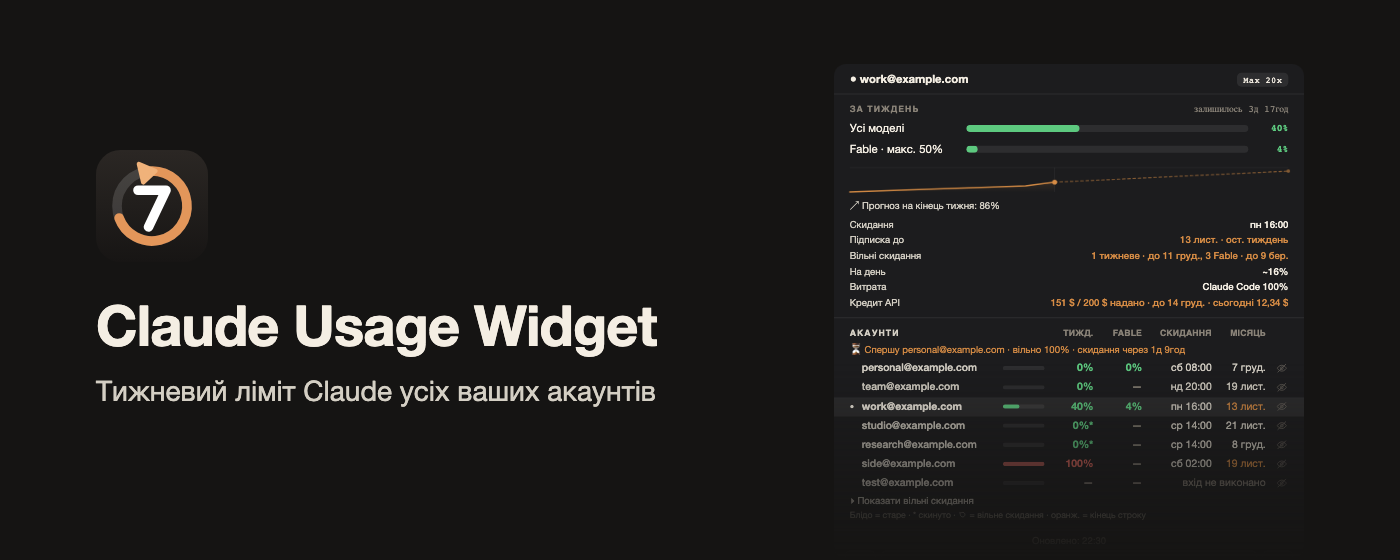 7
Claude Usage Widget
Тижневий ліміт Claude усіх ваших акаунтів
work@example.com Max 20x
ЗА ТИЖДЕНЬ залишилось 3д 17год
Усі моделі 40%
Fable · макс. 50% 4%
Прогноз на кінець тижня: 86%
Скидання пн 16:00
Підписка до 13 лист. · ост. тиждень
Вільні скидання 1 тижневе · до 11 груд., 3 Fable · до 9 бер.
На день ~16%
Витрата Claude Code 100%
Кредит API 151 $ / 200 $ надано · до 14 груд. · сьогодні 12,34 $
АКАУНТИ ТИЖД. FABLE СКИДАННЯ МІСЯЦЬ
⏳ Спершу personal@example.com · вільно 100% · скидання через 1д 9год
personal@example.com 0% 0% сб 08:00 7 груд.
team@example.com 0% — нд 20:00 19 лист.
• work@example.com 40% 4% пн 16:00 13 лист.
studio@example.com 0%* — ср 14:00 21 лист.
research@example.com 0%* — ср 14:00 8 груд.
side@example.com 100% — сб 02:00 19 лист.
test@example.com — — вхід не виконано
Показати вільні скидання
Блідо = старе · * скинуто · = вільне скидання · оранж. = кінець строку